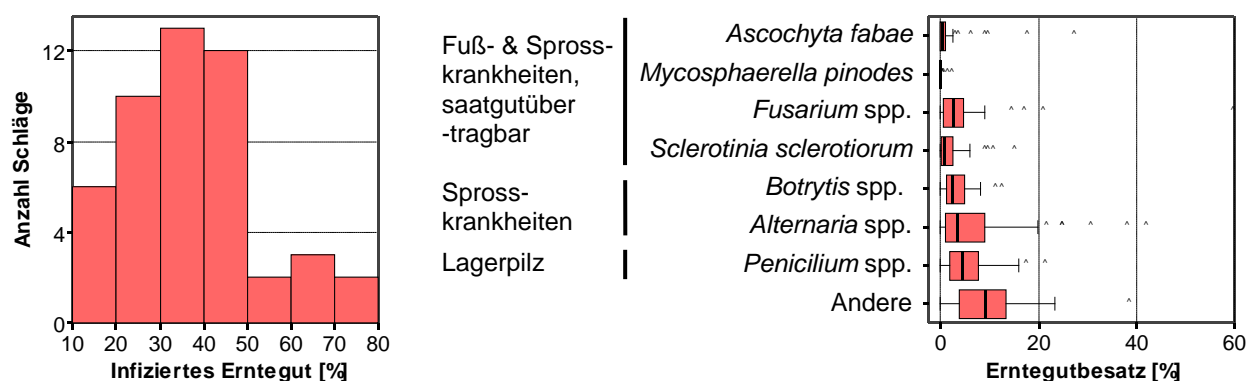 Anzahl Schläge
12
8
4
0
10 20 30 40 50 60 70 80
Infiziertes Erntegut [%]
Fuß- & Spross-
krankheiten,
saatgutüber
-tragbar
Spross-
krankheiten
Lagerpilz
Ascochyta fabae
Mycosphaerella pinodes
Fusarium spp.
Sclerotinia sclerotiorum
Botrytis spp.
Alternaria spp.
Penicilium spp.
Andere
0 20 40 60
Erntegutbesatz [%]